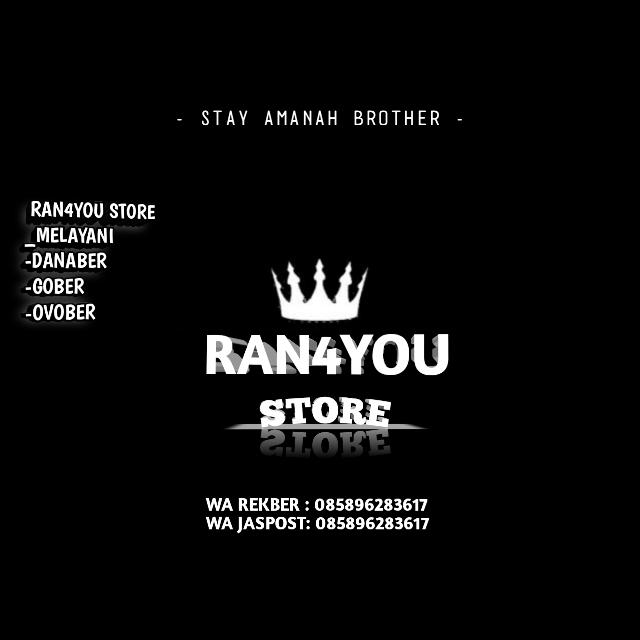 - STAY AMANAH BROTHER -
RAN4YOU STORE
_MELAYANI
-DANABER
-GOBER
-OVOBER
RAN4YOU
STORE
WA REKBER : 085896283617
WA JASPOST: 085896283617